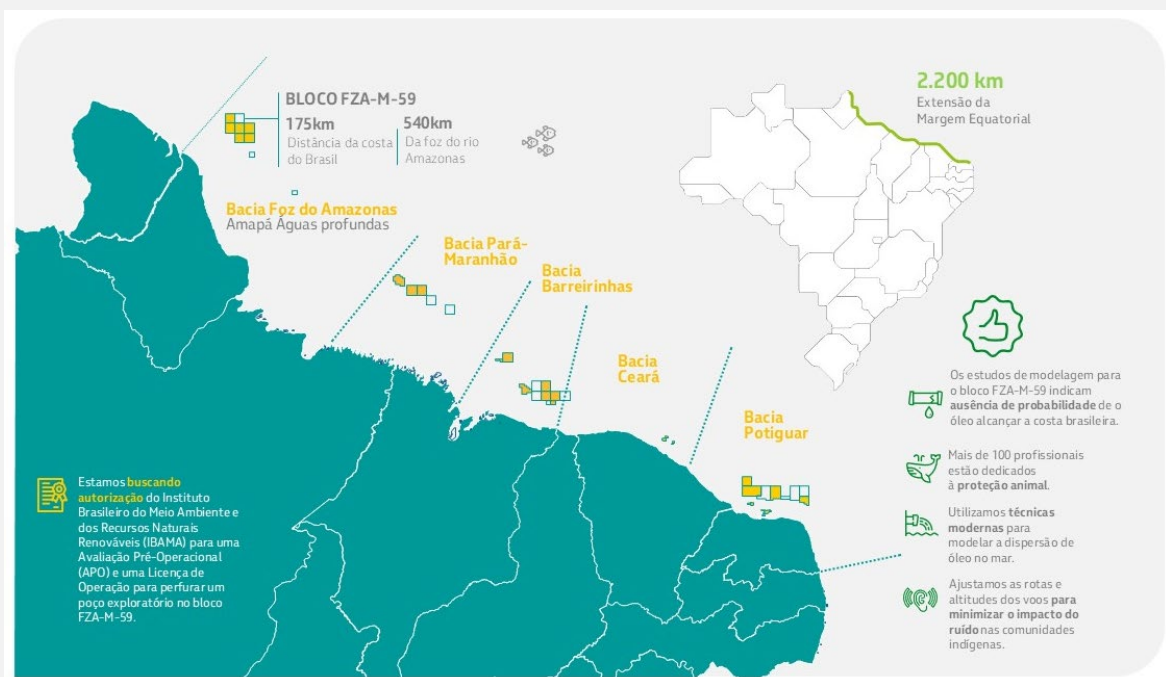 BLOCO FZA-M-59
175km
Distância da costa
do Brasil
540km
Da foz do rio
Amazonas
2.200 km
Extensão da
Margem Equatorial
Bacia Foz do Amazonas
Amapá Águas profundas
Bacia Pará-
Maranhão
Bacia
Barreirinhas
Bacia
Ceará
Bacia
Potiguar
Estamos buscando
autorização do Instituto
Brasileiro do Meio Ambiente e
dos Recursos Naturais
Renováveis (IBAMA) para uma
Avaliação Pré-Operacional
(APO) e uma Licença de
Operação para perfurar um
poço exploratório no bloco
FZA-M-59.
Os estudos de modelagem para
o bloco FZA-M-59 indicam
ausência de probabilidade de o
óleo alcançar a costa brasileira.
Mais de 100 profissionais
estão dedicados
à proteção animal.
Utilizamos técnicas
modernas para
modelar a dispersão de
óleo no mar.
Ajustamos as rotas e
altitudes dos voos para
minimizar o impacto do
ruído nas comunidades
indígenas.